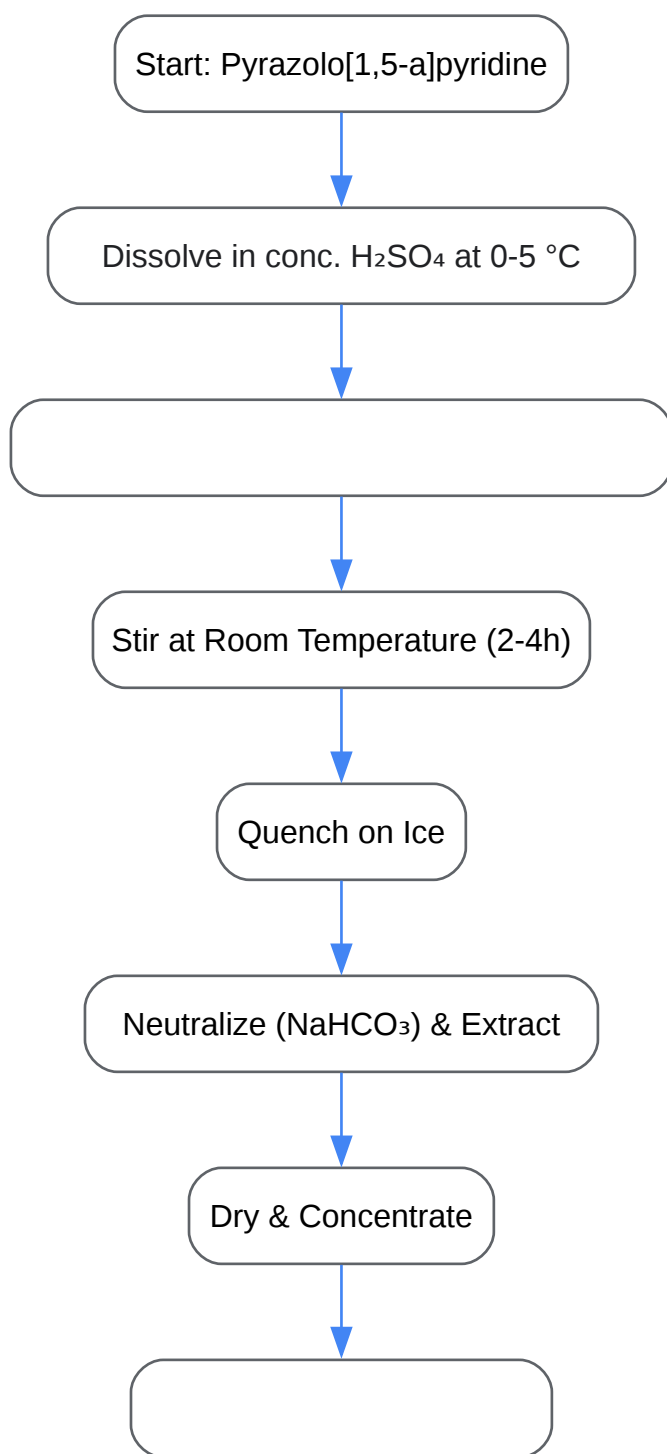 Start: Pyrazolo[1,5-a]pyridine
Dissolve in conc. H₂SO₄ at 0-5 °C
Stir at Room Temperature (2-4h)
Quench on Ice
Neutralize (NaHCO₃) & Extract
Dry & Concentrate